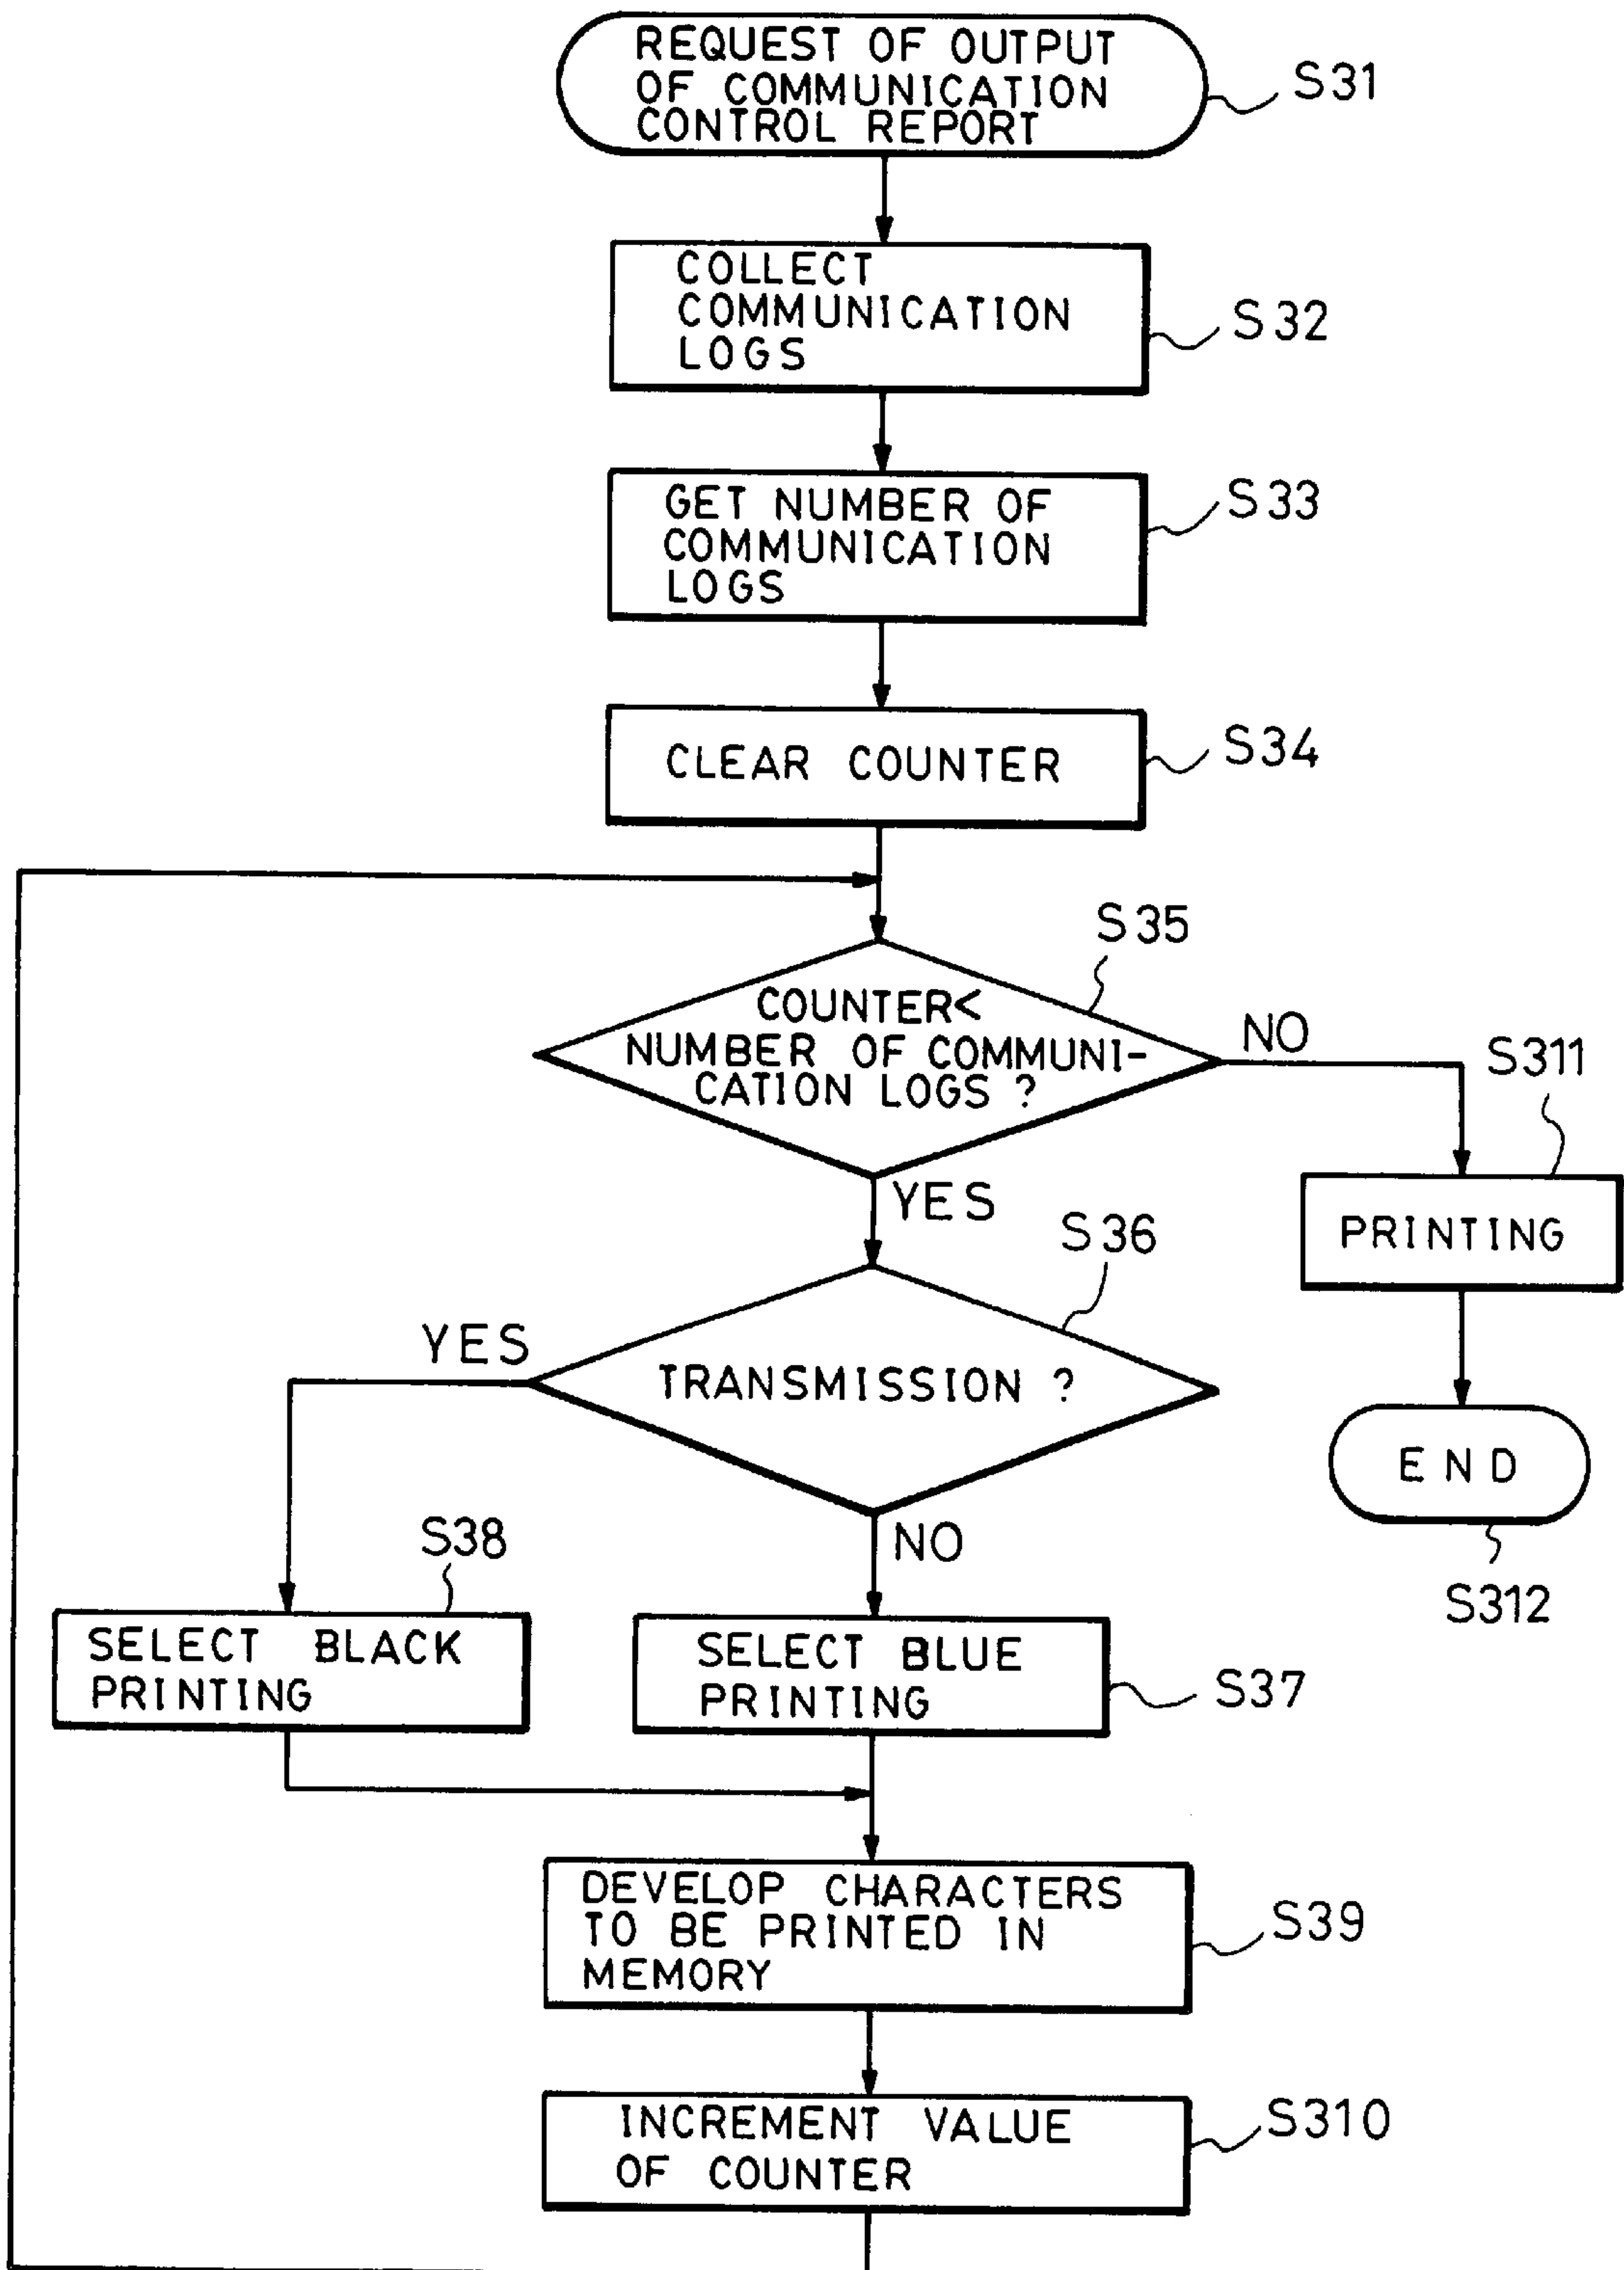 REQUEST OF OUTPUT
OF COMMUNICATION
CONTROL REPORT
S31
COLLECT
COMMUNICATION
LOGS
S32
GET NUMBER OF
COMMUNICATION
LOGS
S33
CLEAR COUNTER
S34
S35
COUNTER<
NUMBER OF COMMUNI-
CATION LOGS ?
NO
YES
S311
PRINTING
END
S312
S36
TRANSMISSION ?
YES
NO
S38
SELECT BLACK
PRINTING
SELECT BLUE
PRINTING
S37
DEVELOP CHARACTERS
TO BE PRINTED IN
MEMORY
S39
INCREMENT VALUE
OF COUNTER
S310